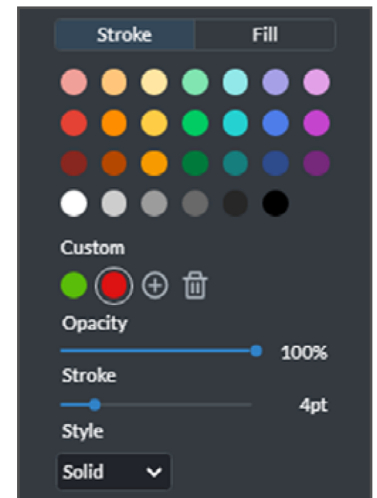 Stroke Fill
Custom
Opacity
100%
Stroke
4pt
Style
Solid